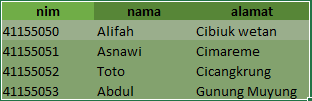 nim nama alamat
41155050 Alifah Cibiuk wetan
41155051 Asnawi Cimareme
41155052 Toto Cicangkrung
41155053 Abdul Gunung Muyung